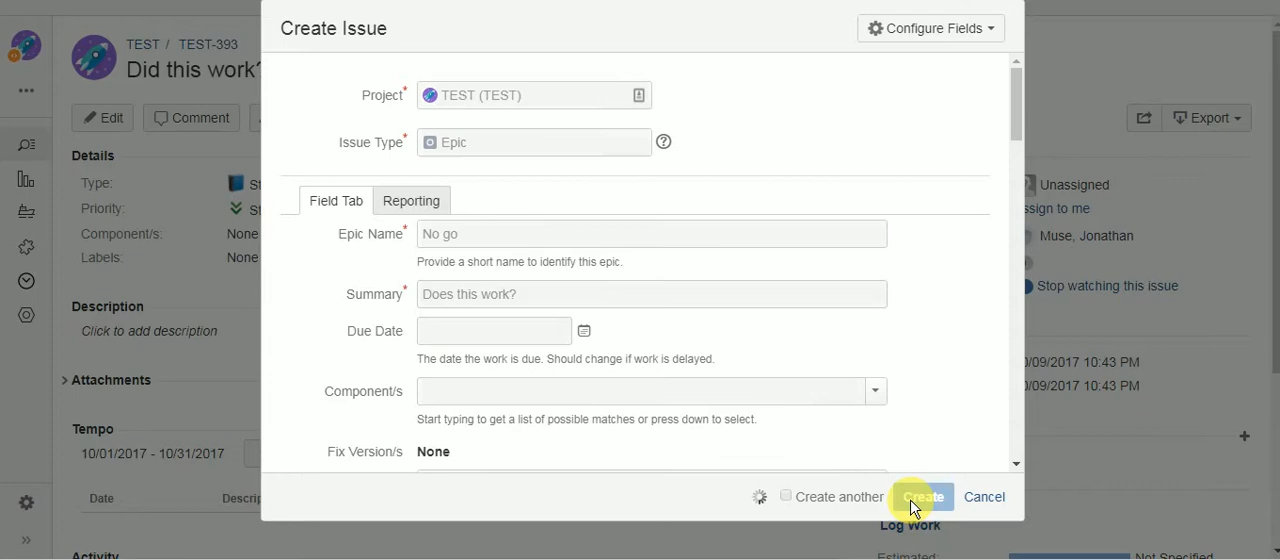 Create Issue
Configure Fields
TEST / TEST-393
Did this work?
Edit
Comment
Export
Project*
TEST (TEST)
Issue Type*
Epic
Details
Type:
Priority:
Component/s:
None
Labels:
None
Field Tab
Reporting
Epic Name*
No go
Provide a short name to identify this epic.
Summary*
Does this work?
Due Date
The date the work is due. Should change if work is delayed.
Component/s
Start typing to get a list of possible matches or press down to select.
Fix Version/s
None
Unassigned
Muse, Jonathan
Stop watching this issue
Description
Click to add description
Attachments
Tempo
10/01/2017 - 10/31/2017
Date
0/09/2017 10:43 PM
0/09/2017 10:43 PM
Create another
Create
Cancel
Log Work
Estimated:
Not Specified
Activity